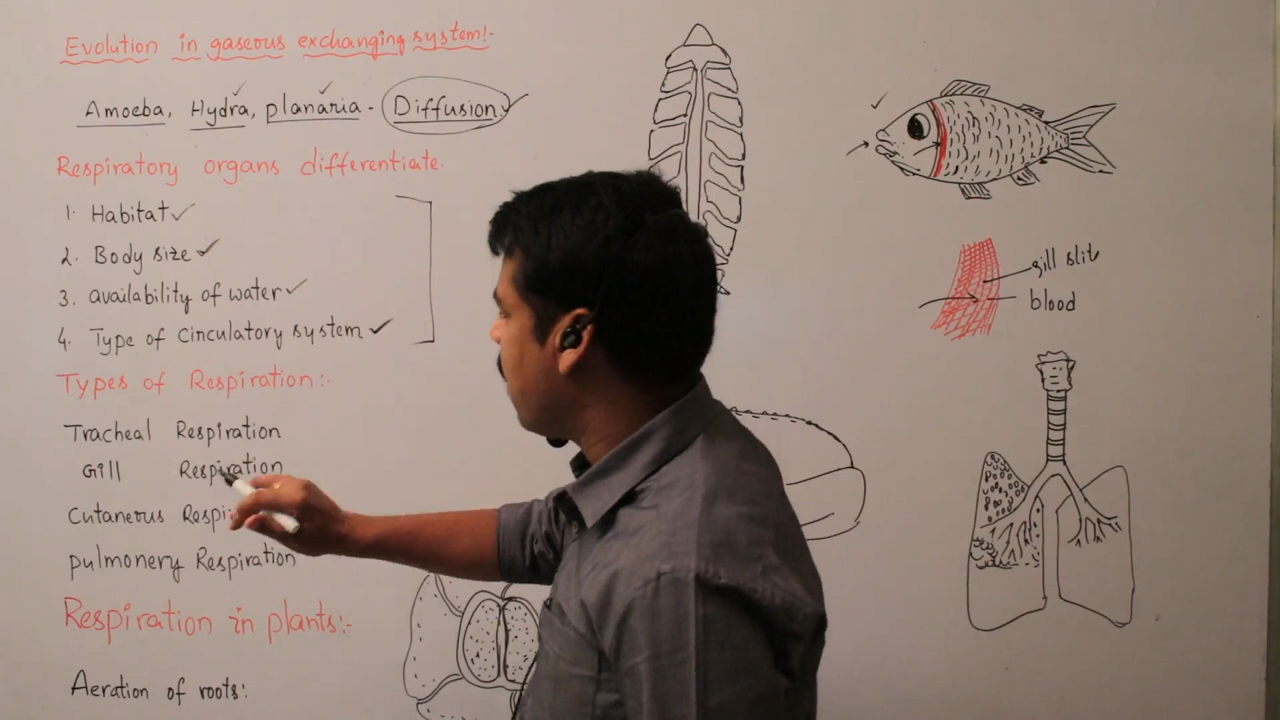 Evolution in gaseous exchanging system:-
Amoeba, Hydra, planaria - Diffusion
Respiratory organs differentiate.
1. Habitat
2. Body size
3. availability of water
4. Type of Circulatory system
Types of Respiration:-
Tracheal Respiration
Gill Respiration
Cutaneous Respi
pulmonery Respiration
Respiration in plants:-
Aeration of roots:
gill slit
blood